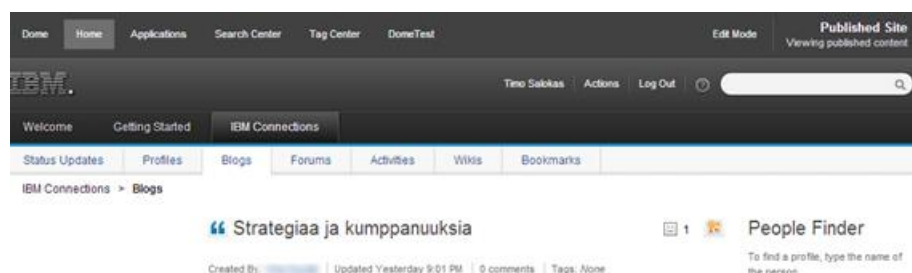 Dome Home Applications Search Center Tag Center DomeTest Edit Mode Published Site
Viewing published content
IBM.
Timo Salokas Actions Log Out
Welcome Getting Started IBM Connections
Status Updates Profiles Blogs Forums Activities Wikis Bookmarks
IBM Connections > Blogs
Strategiaa ja kumppanuuksia 1 People Finder
Created By: Updated Yesterday 9:01 PM 0 comments Tags: None
To find a profile, type the name of
the person